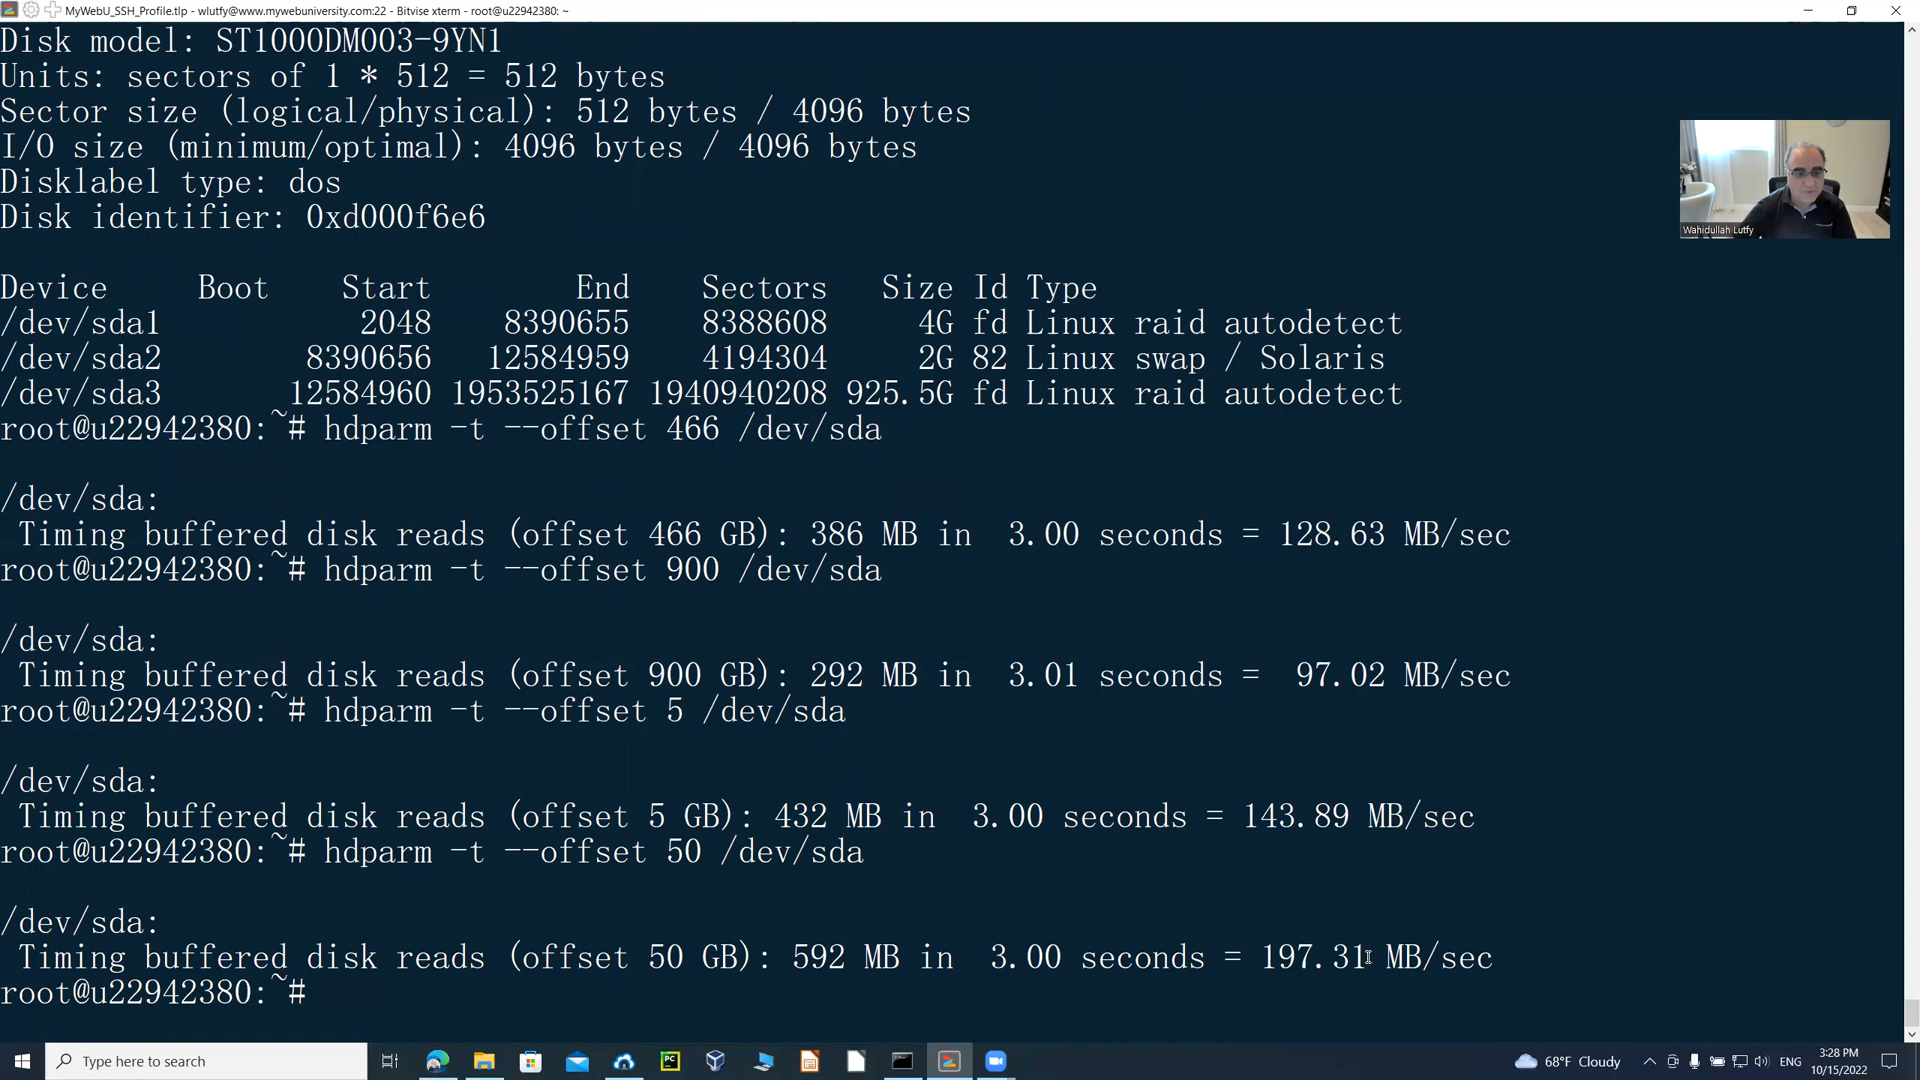 MyWebU_SSH_Profile.tlp - wlutfy@www.mywebuniversity.com:22 - Bitvise xterm - root@u22942380: ~
Disk model: ST1000DM003-9YN1
Units: sectors of 1 * 512 = 512 bytes
Sector size (logical/physical): 512 bytes / 4096 bytes
I/O size (minimum/optimal): 4096 bytes / 4096 bytes
Disklabel type: dos
Disk identifier: 0xd000f6e6
Wahidullah Lutfy
Device Boot Start End Sectors Size Id Type
/dev/sda1 2048 8390655 8388608 4G fd Linux raid autodetect
/dev/sda2 8390656 12584959 4194304 2G 82 Linux swap / Solaris
/dev/sda3 12584960 1953525167 1940940208 925.5G fd Linux raid autodetect
root@u22942380:~# hdparm -t --offset 466 /dev/sda
/dev/sda:
Timing buffered disk reads (offset 466 GB): 386 MB in 3.00 seconds = 128.63 MB/sec
root@u22942380:~# hdparm -t --offset 900 /dev/sda
/dev/sda:
Timing buffered disk reads (offset 900 GB): 292 MB in 3.01 seconds = 97.02 MB/sec
root@u22942380:~# hdparm -t --offset 5 /dev/sda
/dev/sda:
Timing buffered disk reads (offset 5 GB): 432 MB in 3.00 seconds = 143.89 MB/sec
root@u22942380:~# hdparm -t --offset 50 /dev/sda
/dev/sda:
Timing buffered disk reads (offset 50 GB): 592 MB in 3.00 seconds = 197.31 MB/sec
root@u22942380:~#
Type here to search
PC
68°F Cloudy
ENG
3:28 PM
10/15/2022